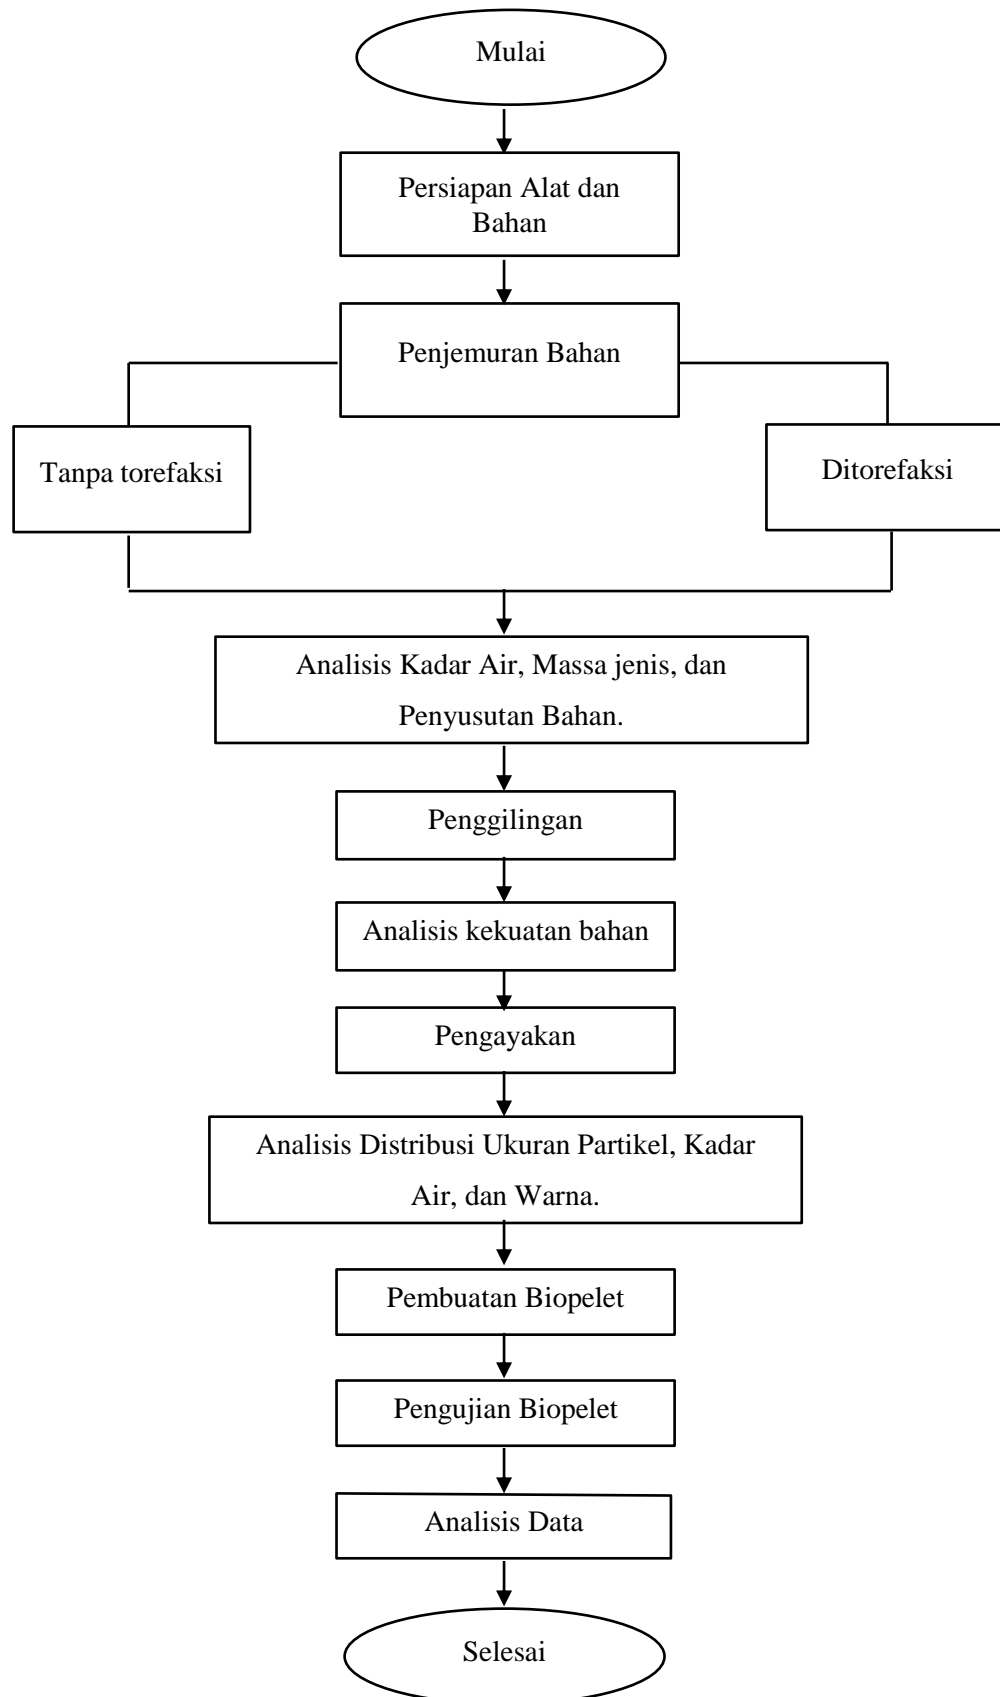 Mulai
Persiapan Alat dan
Bahan
Penjemuran Bahan
Tanpa torefaksi
Ditorefaksi
Analisis Kadar Air, Massa jenis, dan
Penyusutan Bahan.
Penggilingan
Analisis kekuatan bahan
Pengayakan
Analisis Distribusi Ukuran Partikel, Kadar
Air, dan Warna.
Pembuatan Biopelet
Pengujian Biopelet
Analisis Data
Selesai